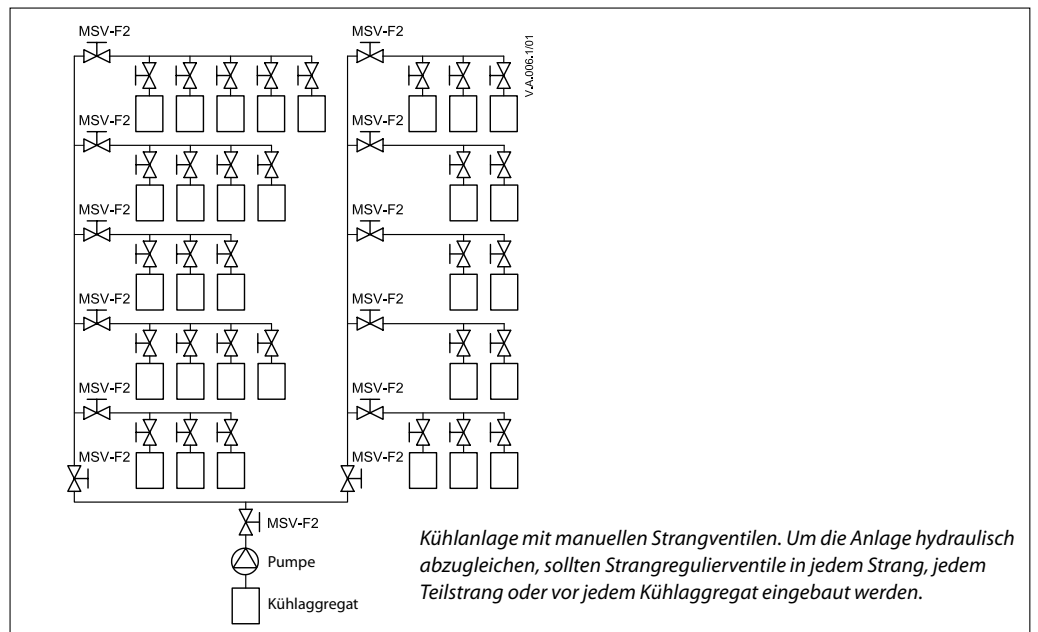 MSV-F2
MSV-F2
V.A.006.1/01
MSV-F2
MSV-F2
MSV-F2
MSV-F2
MSV-F2
MSV-F2
MSV-F2
MSV-F2
MSV-F2
MSV-F2
MSV-F2
Pumpe
Kühlaggregat
Kühlanlage mit manuellen Strangventilen. Um die Anlage hydraulisch
abzugleichen, sollten Strangregulierventile in jedem Strang, jedem
Teilstrang oder vor jedem Kühlaggregat eingebaut werden.